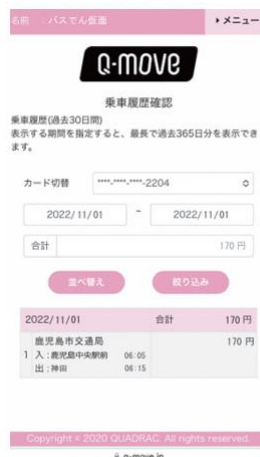 名前 : バスでん仮面
メニュー
Q-move
乗車履歴確認
乗車履歴(過去30日間)
表示する期間を指定すると、最長で過去365日分を表示でき
ます。
カード切替 ****-****-****-2204
2022/11/01 ~ 2022/11/01
合計 170 円
並べ替え 絞り込み
2022/11/01 合計 170 円
鹿児島市交通局 170 円
1 入:鹿児島中央駅前 06:05
出:神田 06:15
Copyright © 2020 QUADRAC. All rights reserved.
q-move.jp